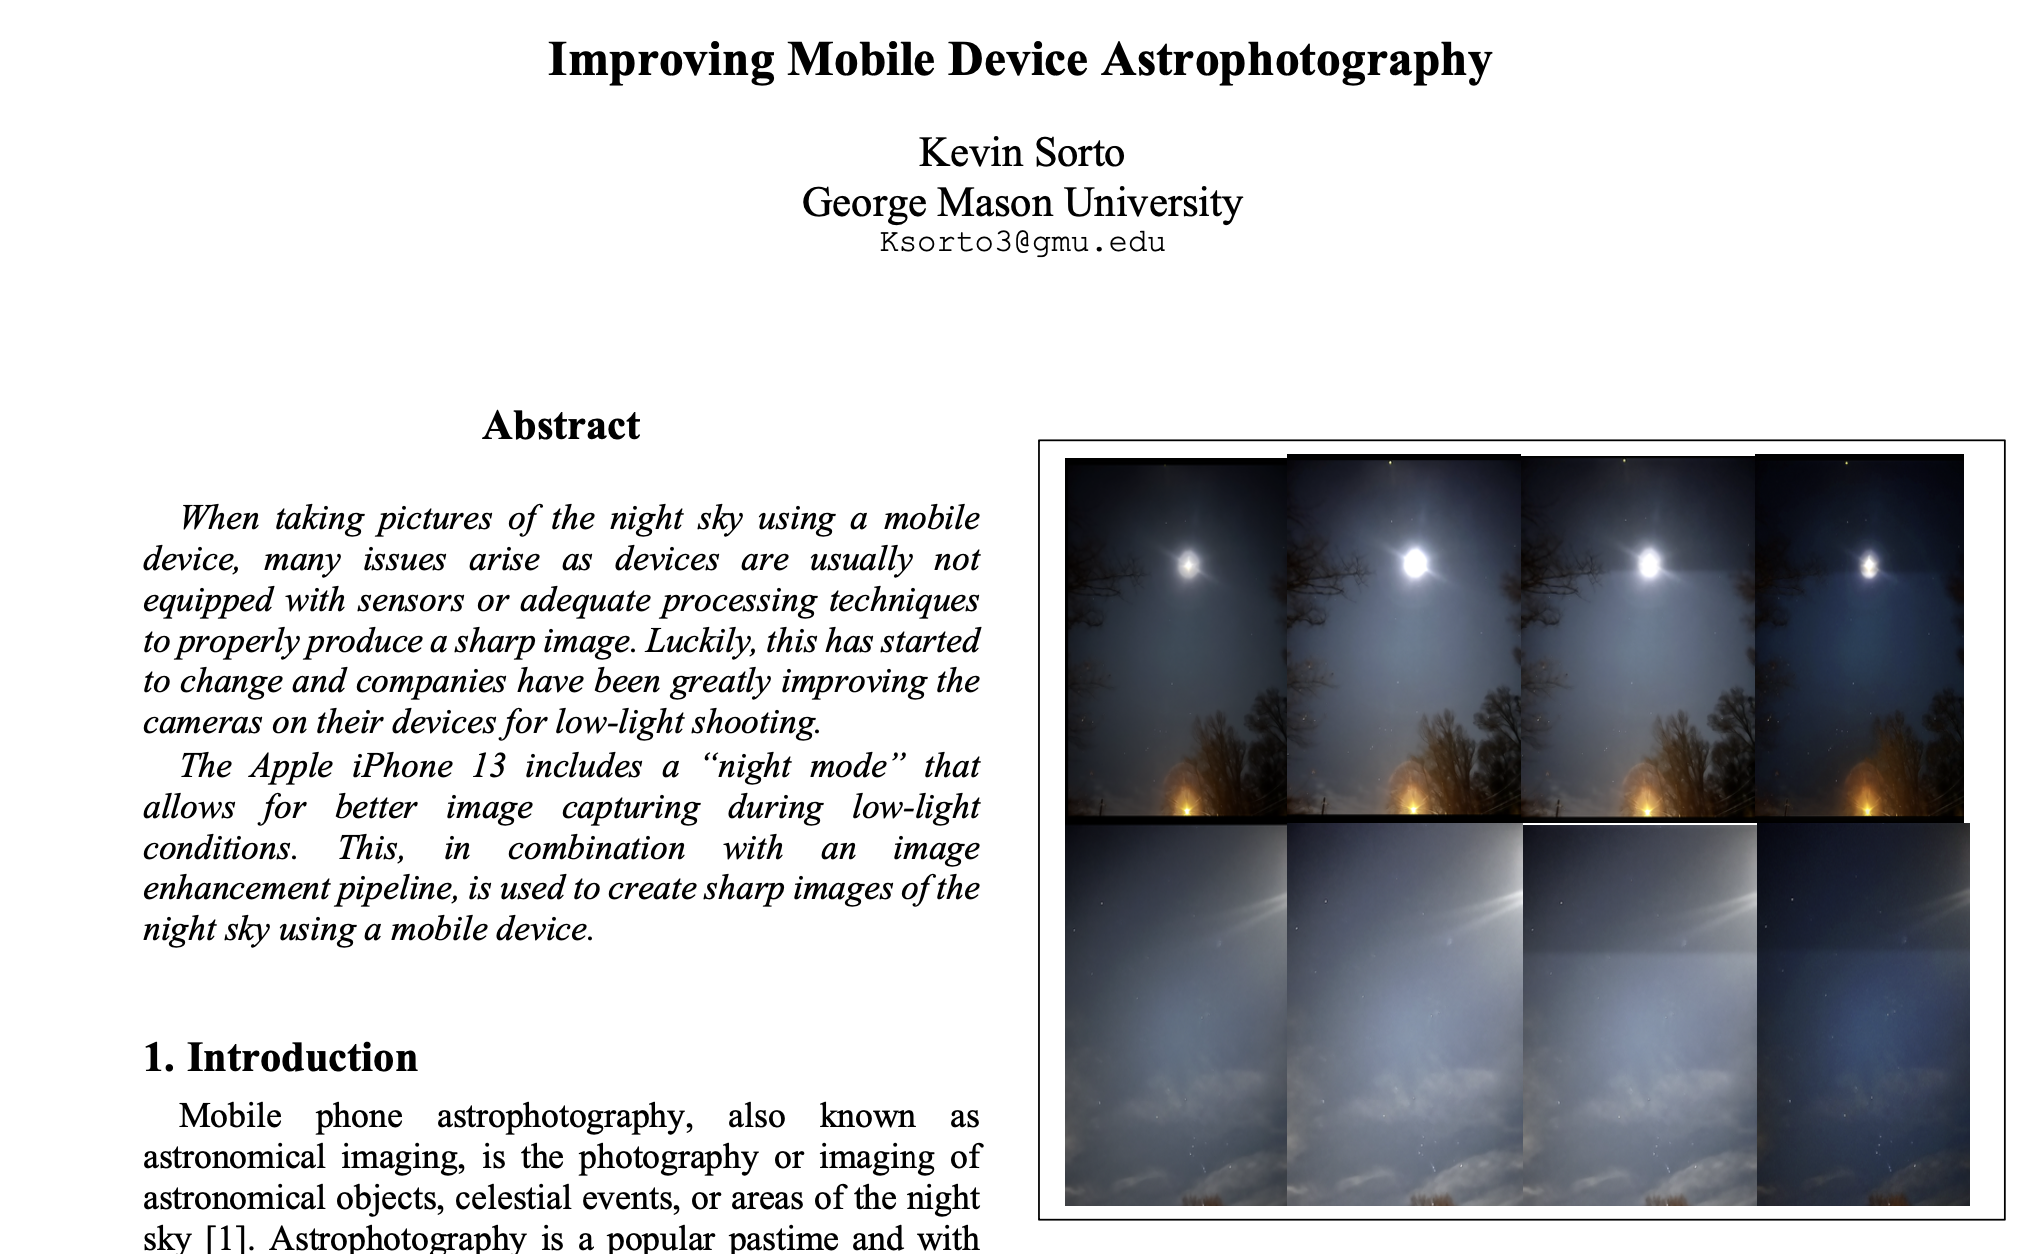 Improving Mobile Device Astrophotography
Kevin Sorto
George Mason University
Ksorto3@gmu.edu
Abstract
When taking pictures of the night sky using a mobile
device, many issues arise as devices are usually not
equipped with sensors or adequate processing techniques
to properly produce a sharp image. Luckily, this has started
to change and companies have been greatly improving the
cameras on their devices for low-light shooting.
The Apple iPhone 13 includes a “night mode” that
allows for better image capturing during low-light
conditions. This, in combination with an image
enhancement pipeline, is used to create sharp images of the
night sky using a mobile device.
1. Introduction
Mobile phone astrophotography, also known as
astronomical imaging, is the photography or imaging of
astronomical objects, celestial events, or areas of the night
sky [1]. Astrophotography is a popular pastime and with